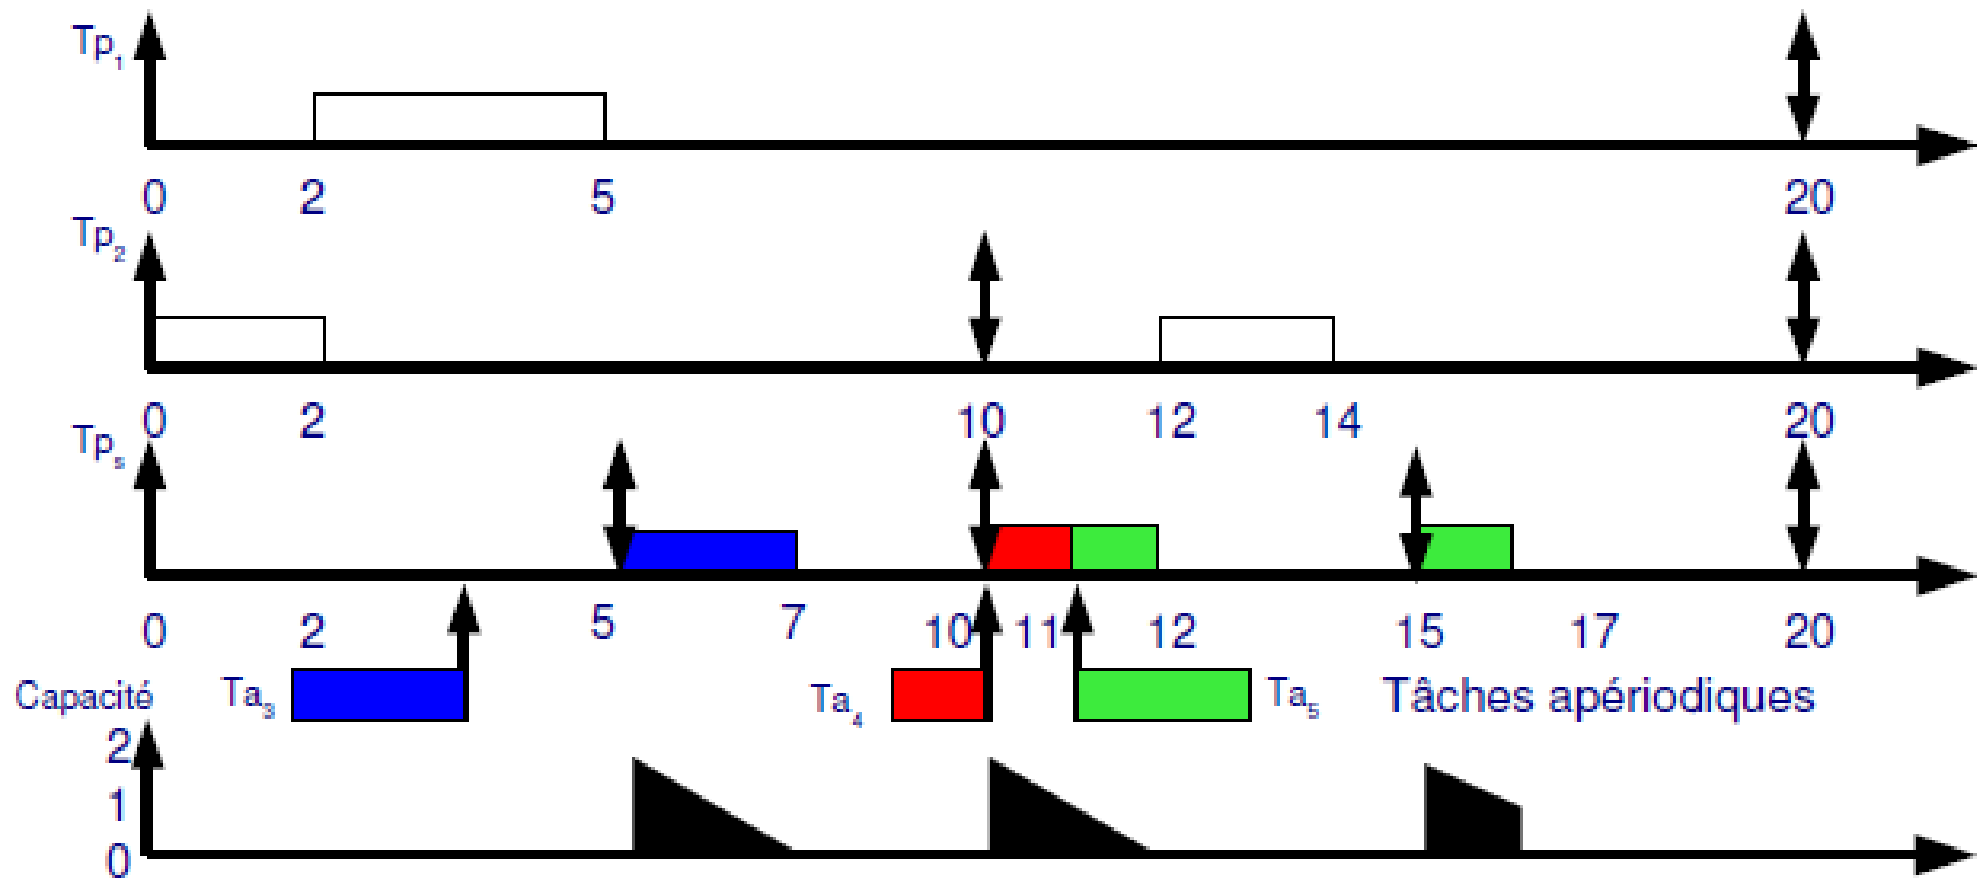 Tp₁
0 2 5 20
Tp₂
0 2 10 12 14 20
Tpₛ
0 2 5 7 10 11 12 15 17 20
Capacité Ta₃ Ta₄ Ta₅ Tâches apériodiques
2
1
0